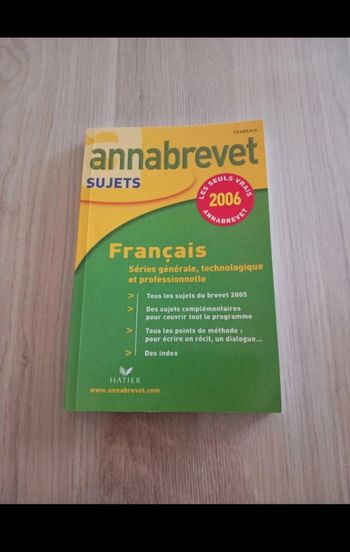 FRANÇAIS
annabrevet
SUJETS
LES SEULS VRAIS
2006
ANNABREVET
Français
Séries générale, technologique
et professionnelle
> Tous les sujets du brevet 2005
> Des sujets complémentaires
pour couvrir tout le programme
> Tous les points de méthode :
pour écrire un récit, un dialogue...
> Des index
HATIER
www.annabrevet.com